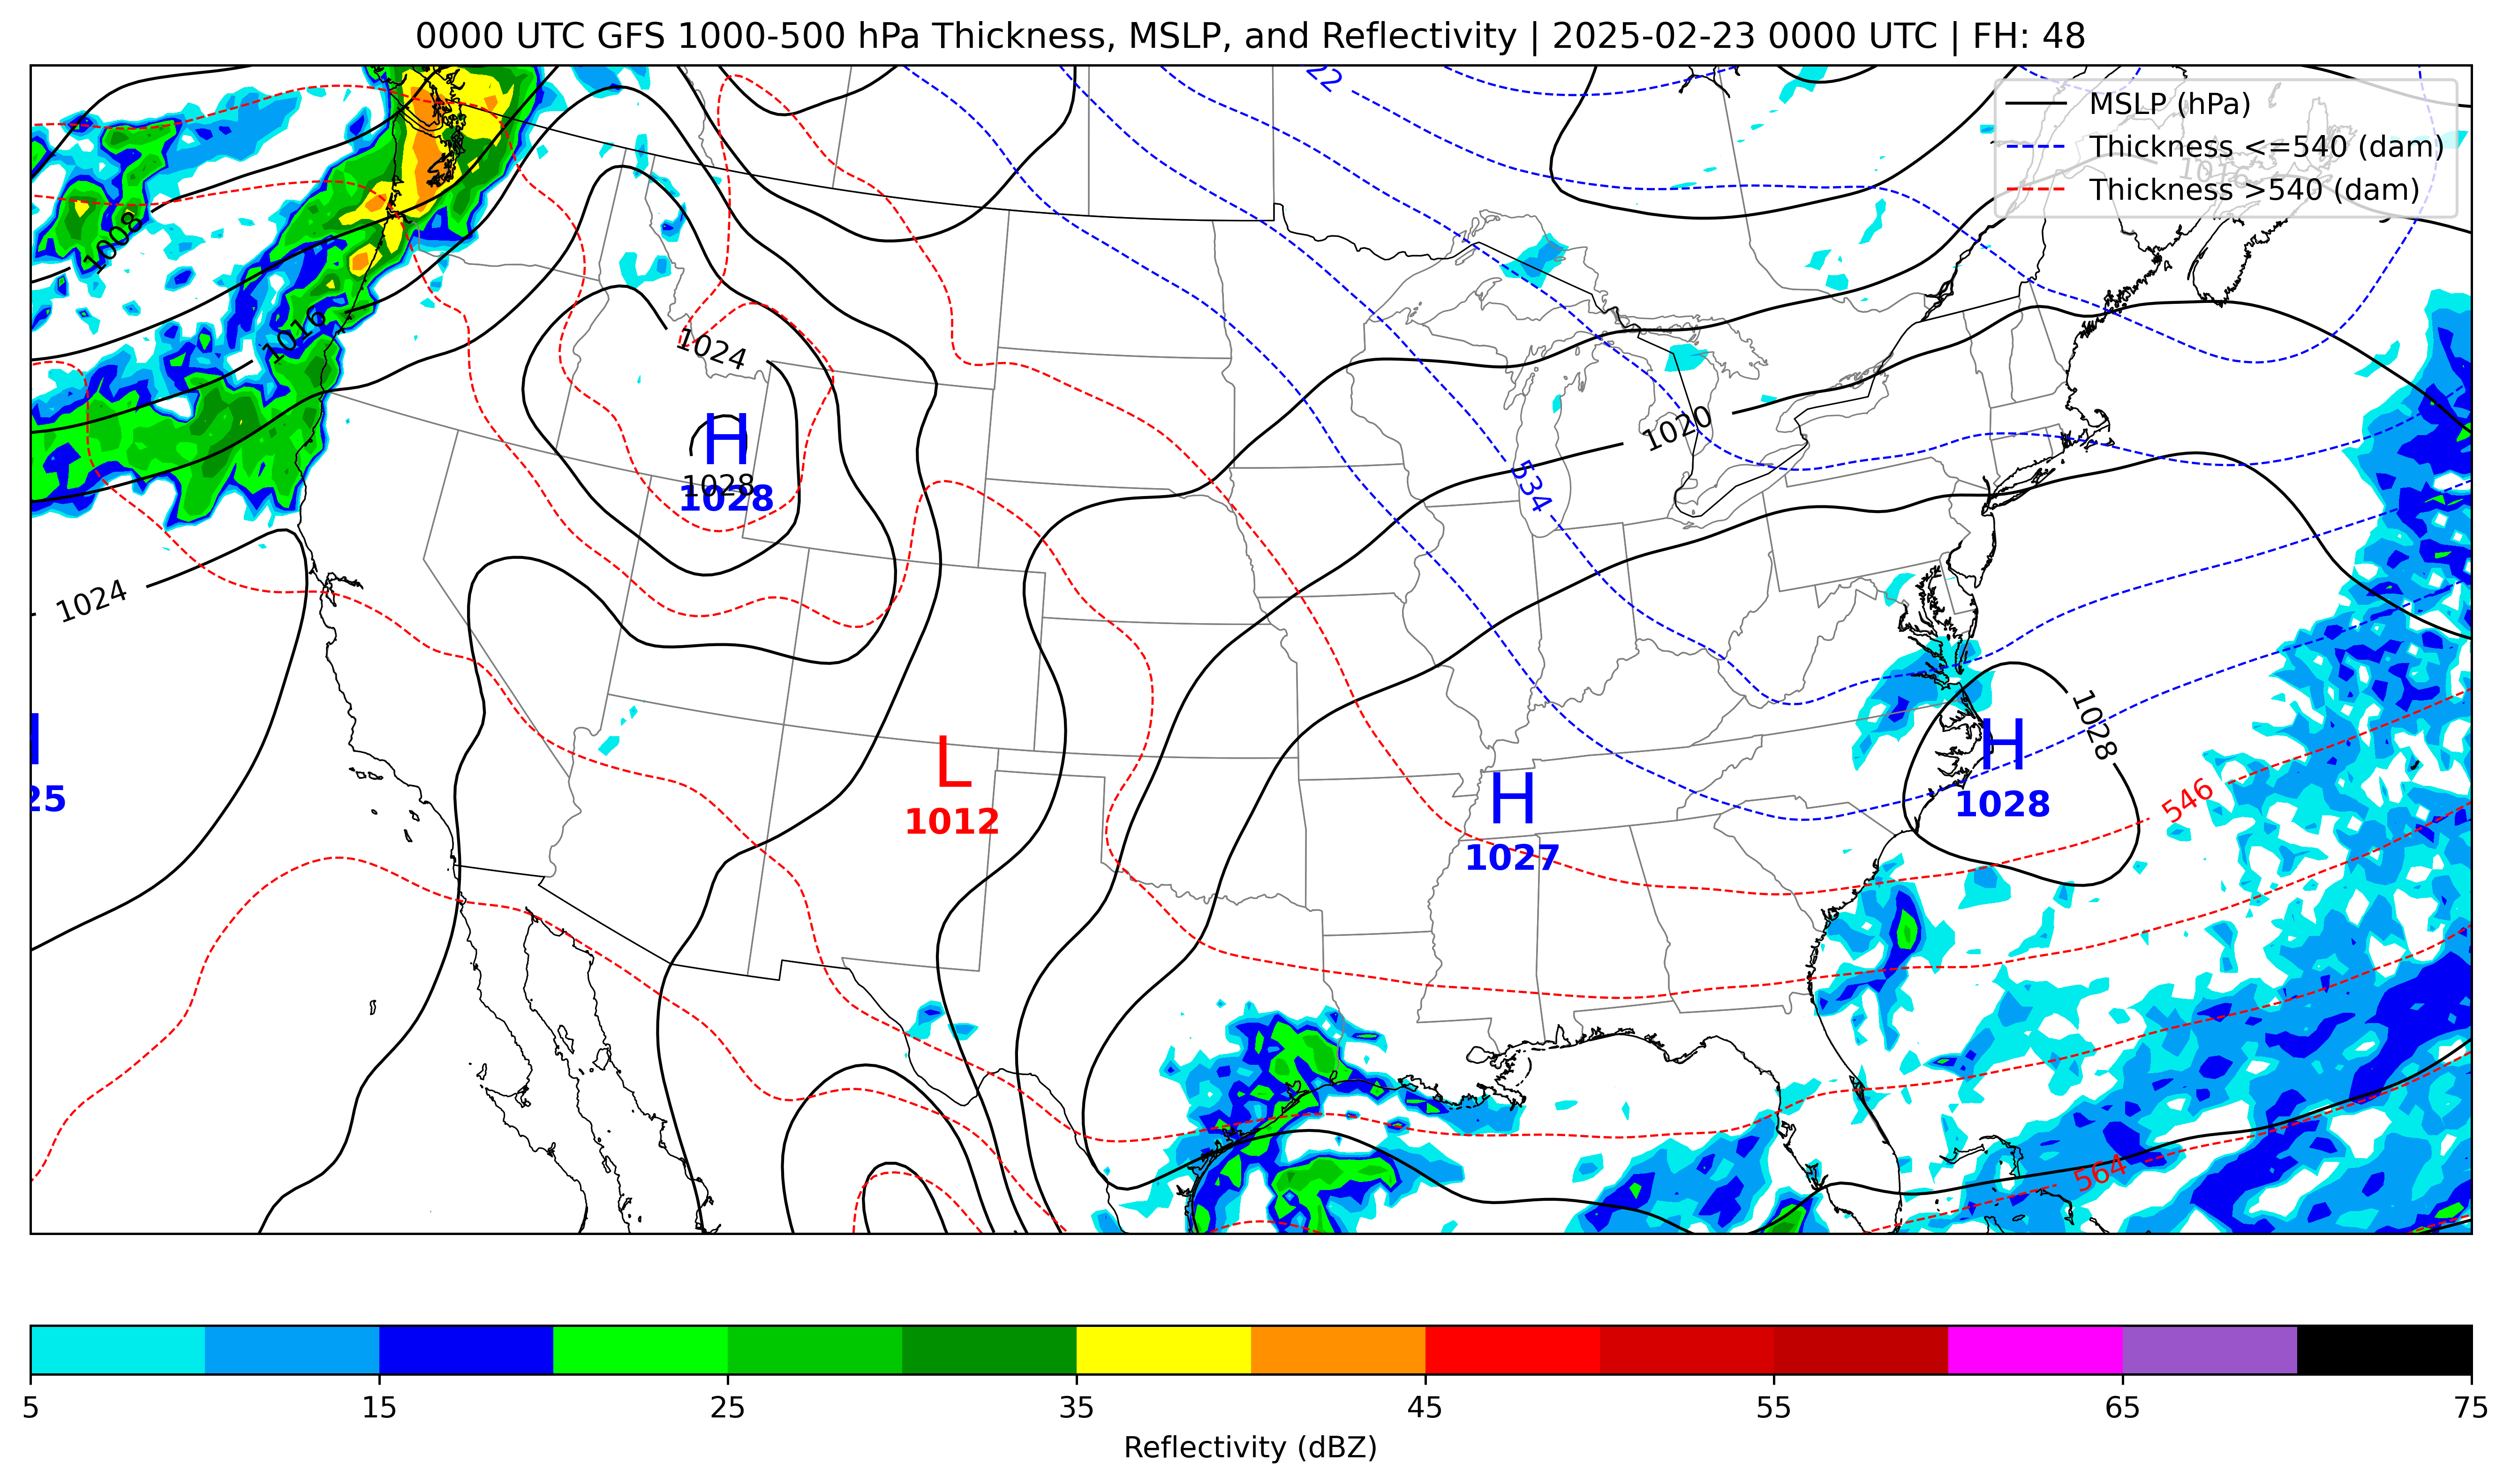 0000 UTC GFS 1000-500 hPa Thickness, MSLP, and Reflectivity | 2025-02-23 0000 UTC | FH: 48
22
MSLP (hPa)
Thickness <=540 (dam)
Thickness >540 (dam)
1016
1008
1016
1024
H
1028
1028
1020
534
1024
25
L
1012
H
1027
H
1028
1028
546
564
5 15 25 35 45 55 65 75
Reflectivity (dBZ)